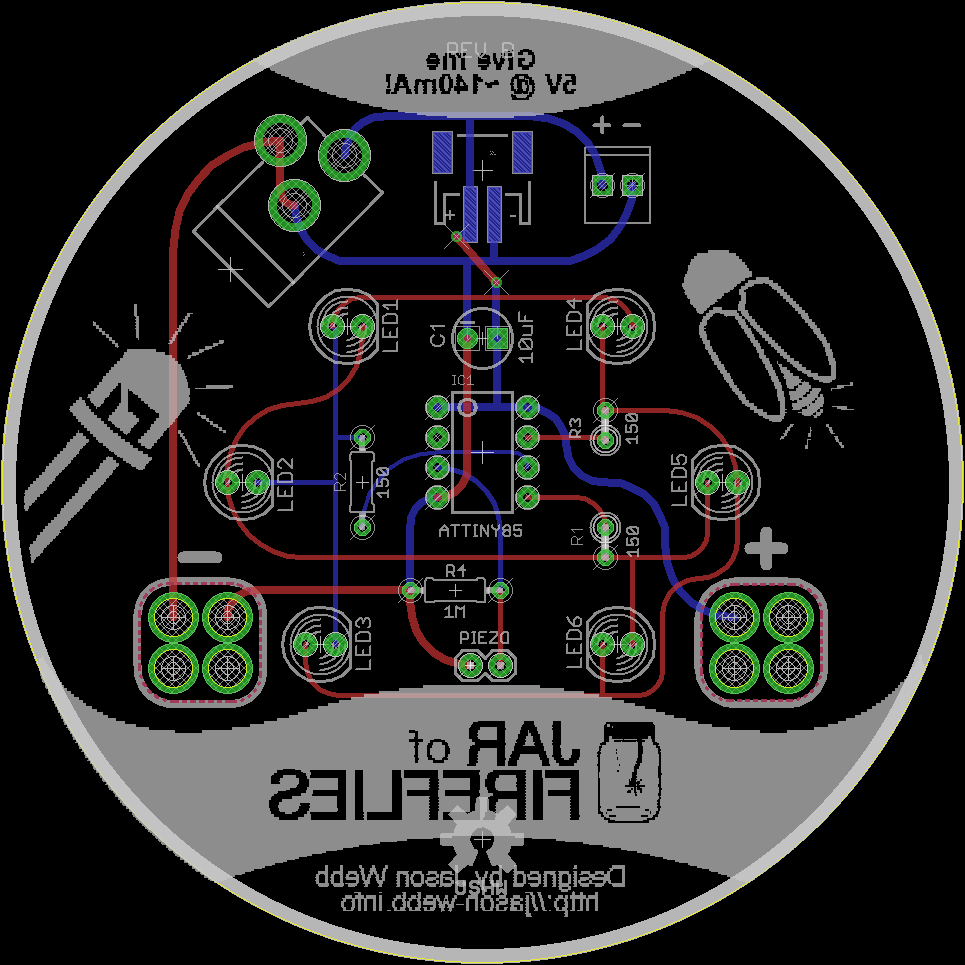 REV B
Give me
5V @ ~140mA!
+ -
+ -
LED1
LED4
C1
10uF
IC1
R3
150
LED2
R2
150
LED5
ATTINY85
R1
150
-
+
R4
1M
LED3
PIEZO
LED6
JAR of
FIREFLIES
Designed by Jason Webb
http://jason-webb.info